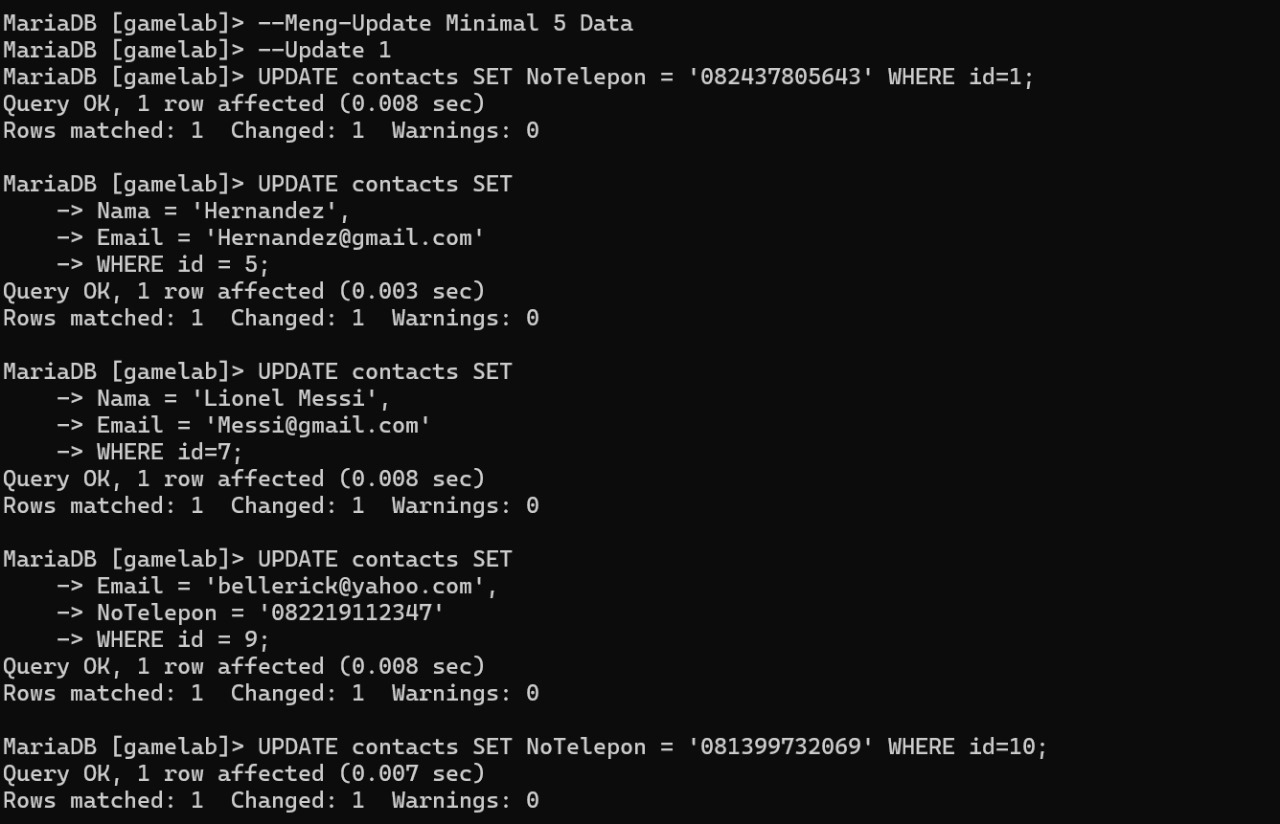 MariaDB [gamelab]> --Meng-Update Minimal 5 Data
MariaDB [gamelab]> --Update 1
MariaDB [gamelab]> UPDATE contacts SET NoTelepon = '082437805643' WHERE id=1;
Query OK, 1 row affected (0.008 sec)
Rows matched: 1  Changed: 1  Warnings: 0

MariaDB [gamelab]> UPDATE contacts SET
    -> Nama = 'Hernandez',
    -> Email = 'Hernandez@gmail.com'
    -> WHERE id = 5;
Query OK, 1 row affected (0.003 sec)
Rows matched: 1  Changed: 1  Warnings: 0

MariaDB [gamelab]> UPDATE contacts SET
    -> Nama = 'Lionel Messi',
    -> Email = 'Messi@gmail.com'
    -> WHERE id=7;
Query OK, 1 row affected (0.008 sec)
Rows matched: 1  Changed: 1  Warnings: 0

MariaDB [gamelab]> UPDATE contacts SET
    -> Email = 'bellerick@yahoo.com',
    -> NoTelepon = '082219112347'
    -> WHERE id = 9;
Query OK, 1 row affected (0.008 sec)
Rows matched: 1  Changed: 1  Warnings: 0

MariaDB [gamelab]> UPDATE contacts SET NoTelepon = '081399732069' WHERE id=10;
Query OK, 1 row affected (0.007 sec)
Rows matched: 1  Changed: 1  Warnings: 0